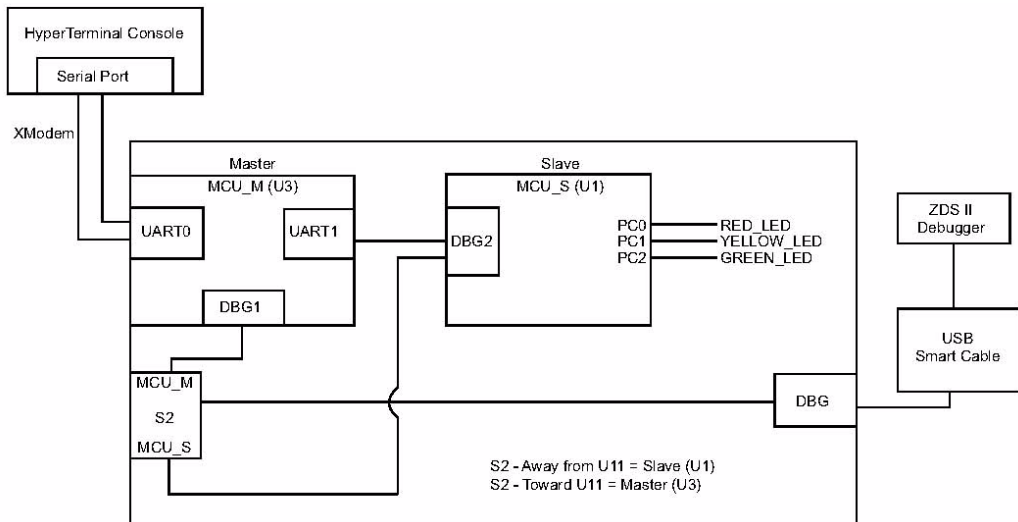 HyperTerminal Console
Serial Port
XModem
Master
MCU_M (U3)
UART0
UART1
DBG1
Slave
MCU_S (U1)
DBG2
PC0
RED_LED
PC1
YELLOW_LED
PC2
GREEN_LED
ZDS II
Debugger
USB
Smart Cable
MCU_M
S2
MCU_S
DBG
S2 - Away from U11 = Slave (U1)
S2 - Toward U11 = Master (U3)